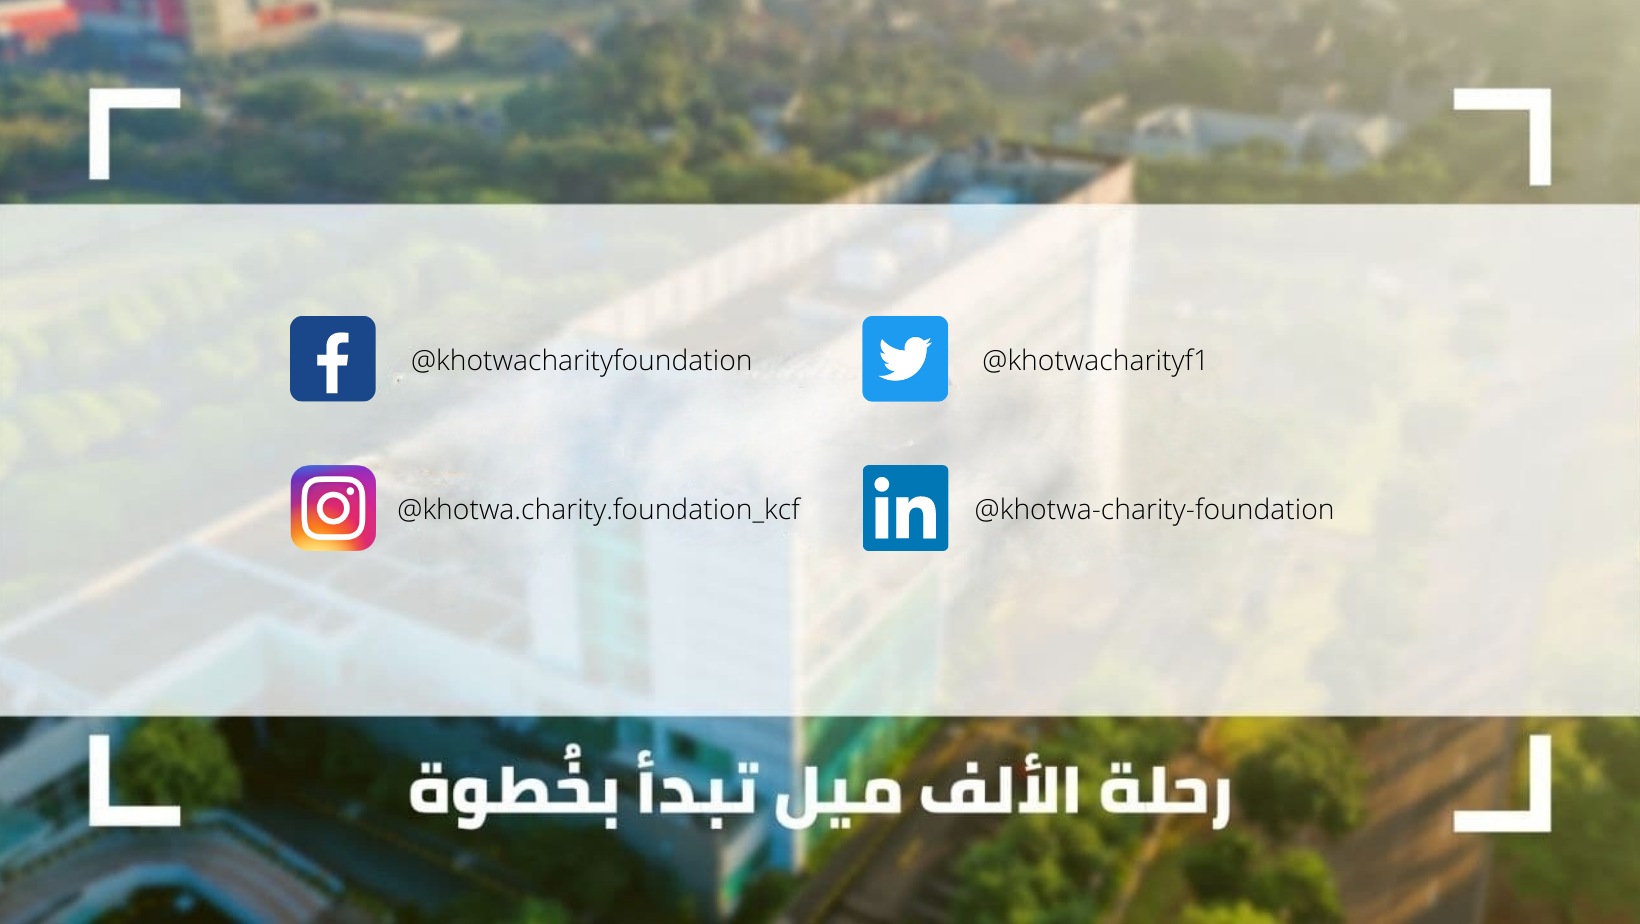 @khotwacharityfoundation
@khotwacharityf1
@khotwa.charity.foundation_kcf
@khotwa-charity-foundation
رحلة الألف ميل تبدأ بخُطوة